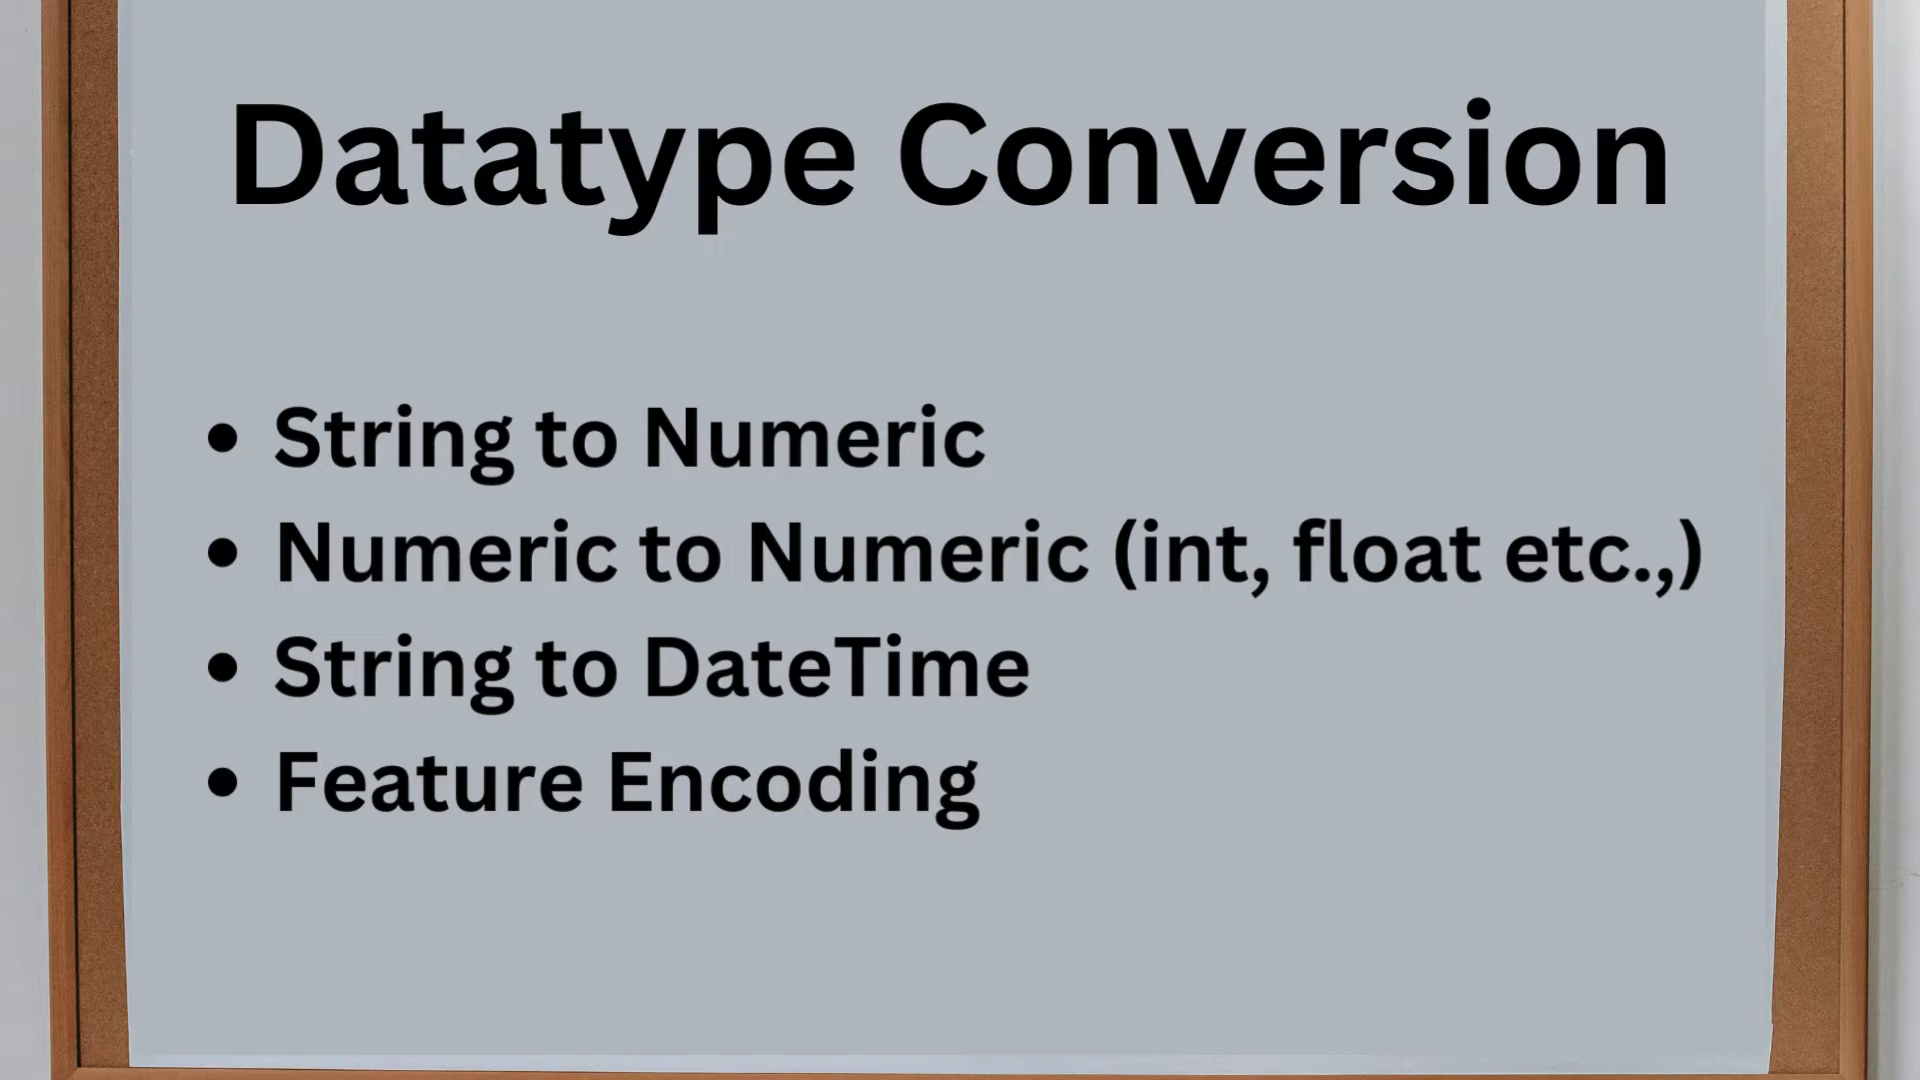 Datatype Conversion
• String to Numeric
• Numeric to Numeric (int, float etc.,)
• String to DateTime
• Feature Encoding